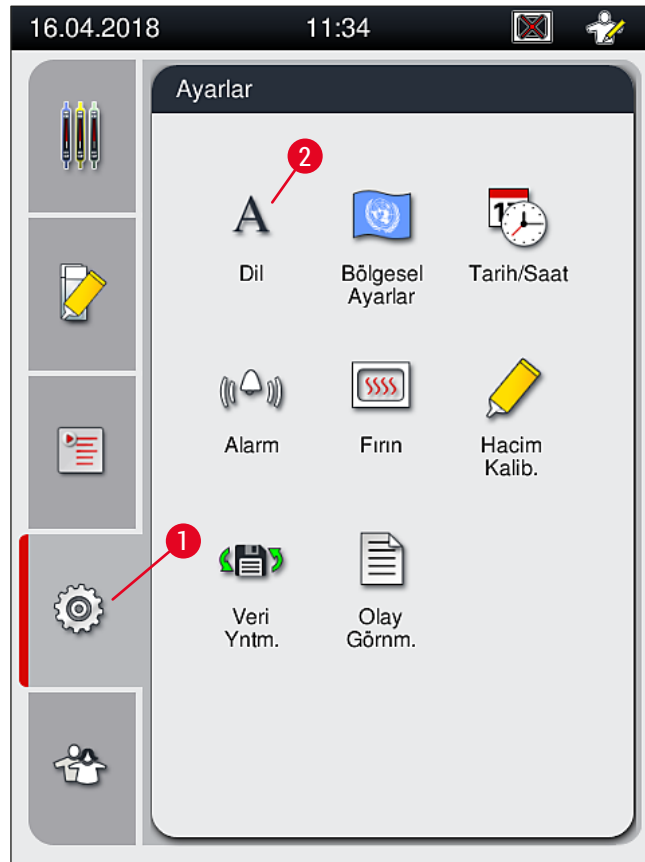 16.04.2018 11:34
Ayarlar
2
A
17
Dil Bölgesel Tarih/Saat
Ayarlar
Alarm Fırın Hacim
Kalib.
1
Veri Olay
Yntm. Görnm.